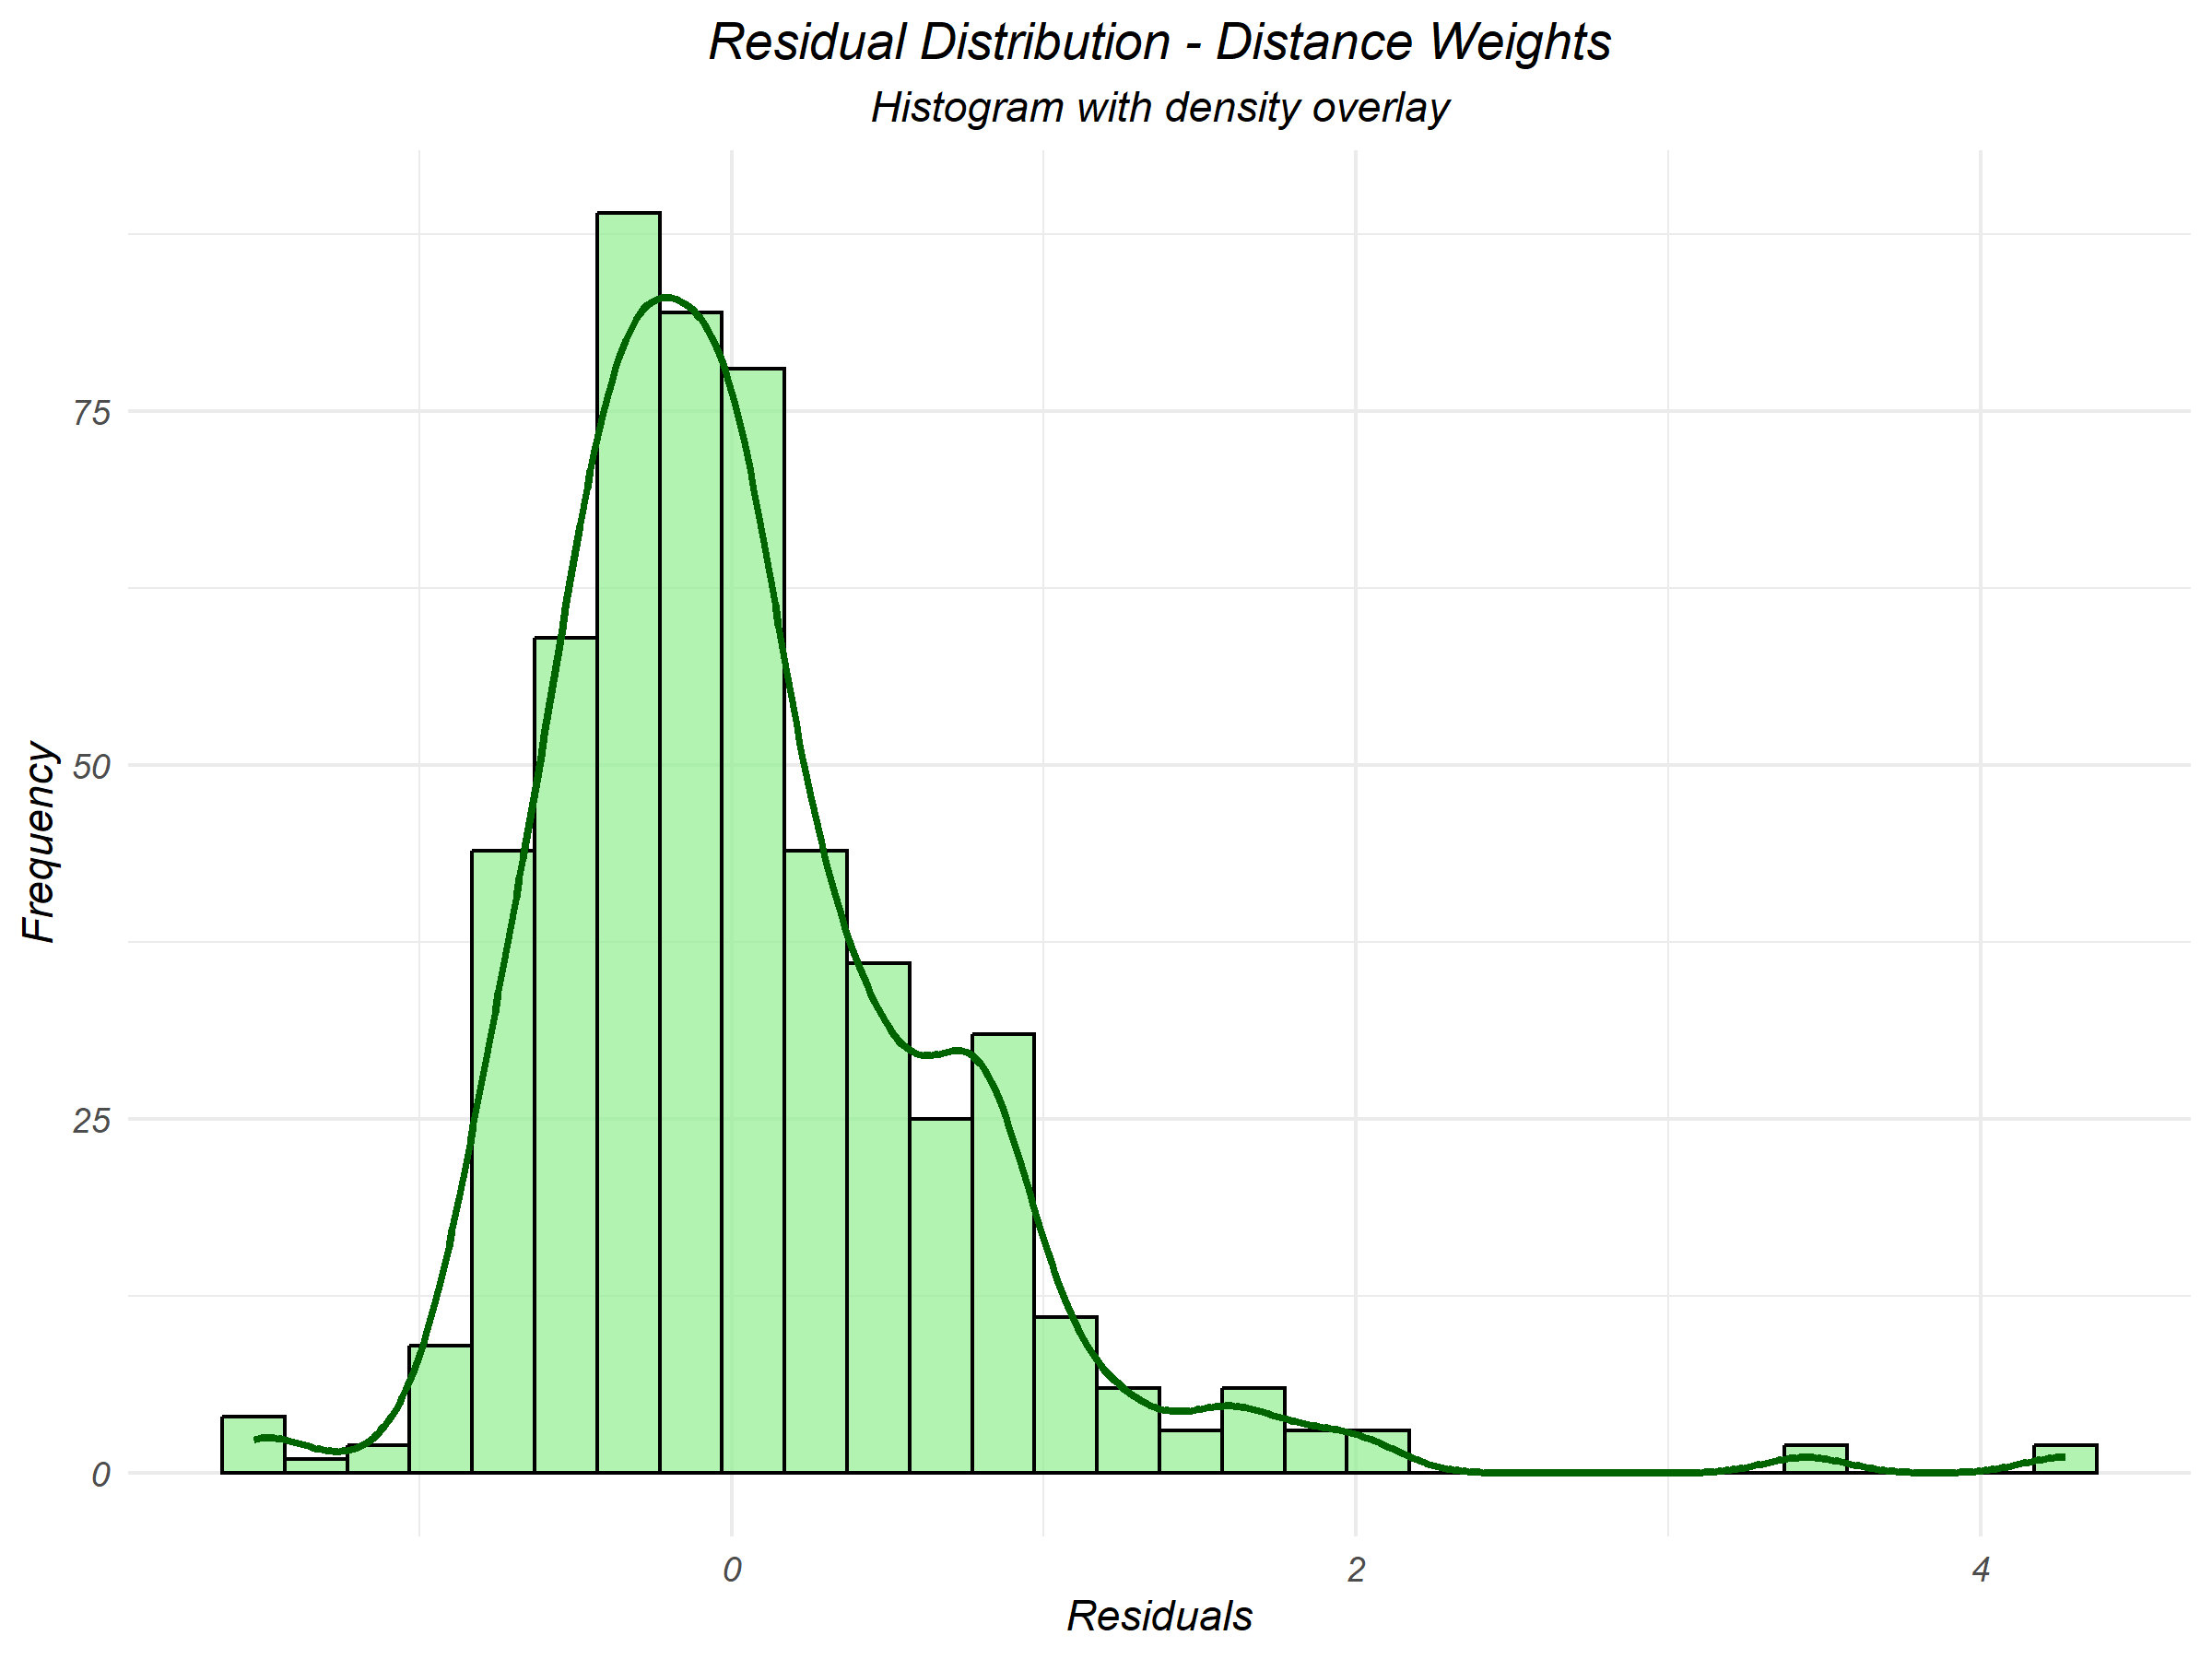 Residual Distribution - Distance Weights
Histogram with density overlay
Frequency
75
50
25
0
0 2 4
Residuals